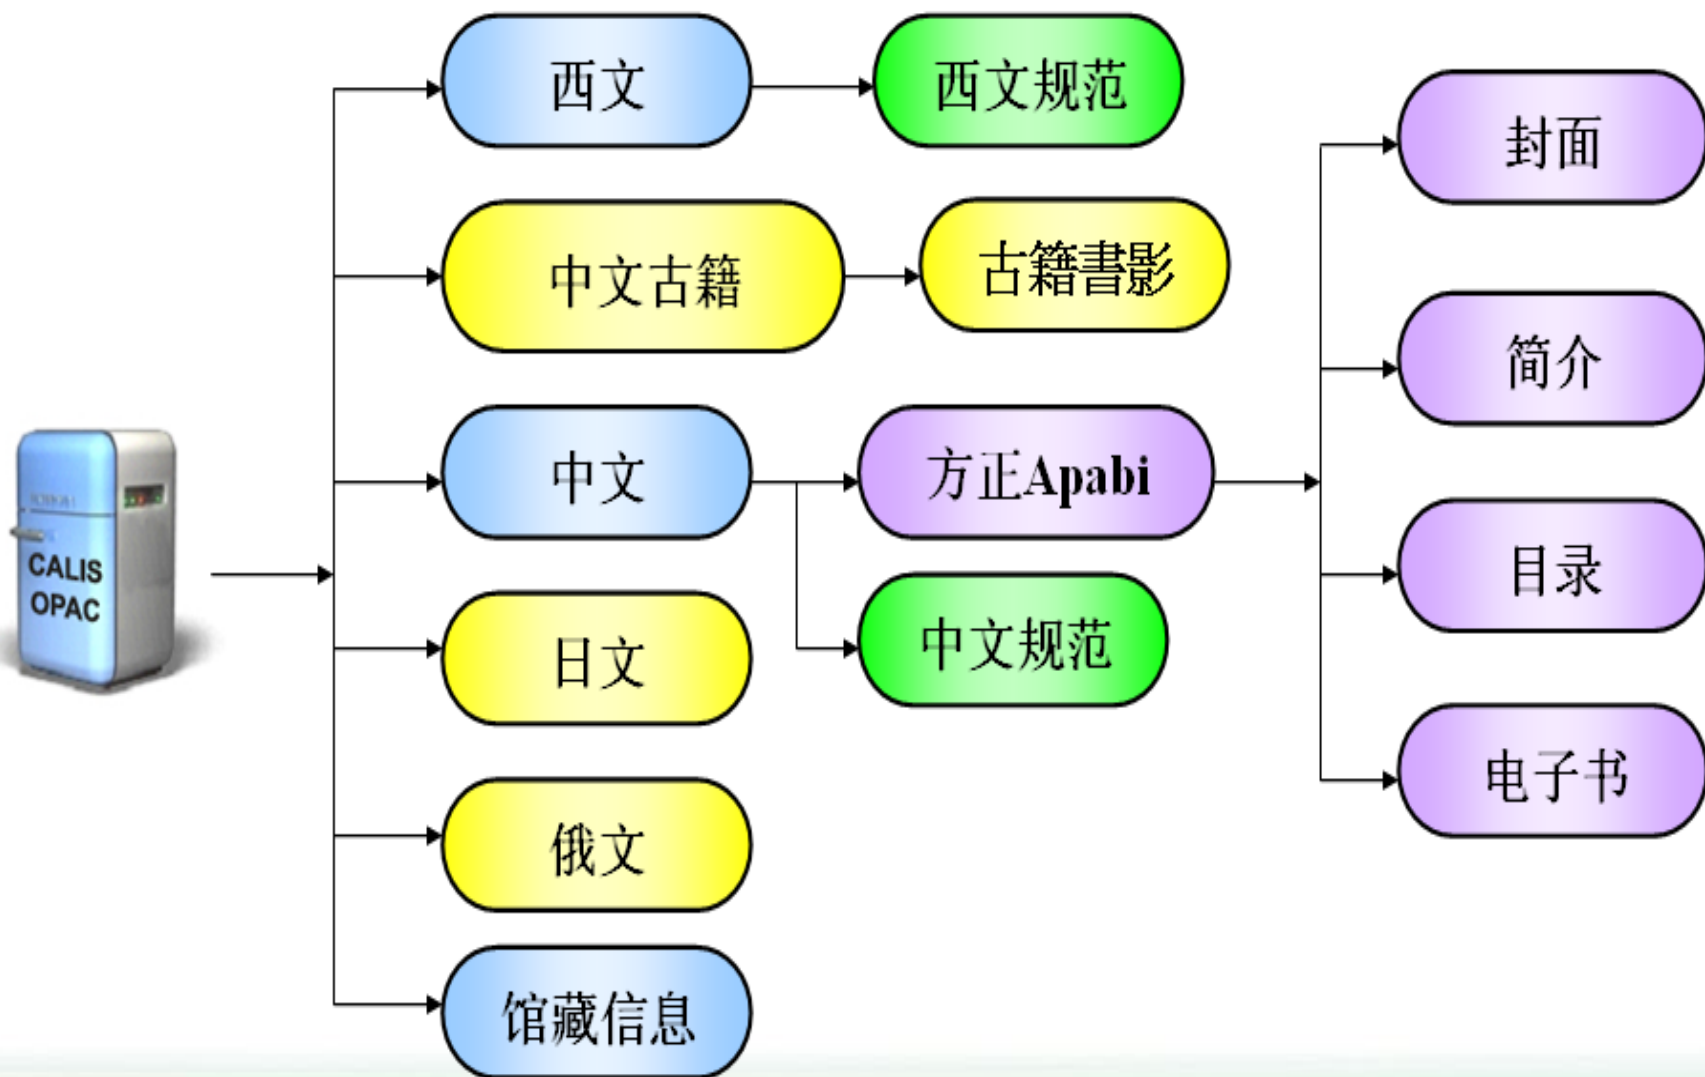 CALIS
OPAC
西文
西文规范
中文古籍
古籍書影
中文
方正Apabi
中文规范
日文
俄文
馆藏信息
封面
简介
目录
电子书